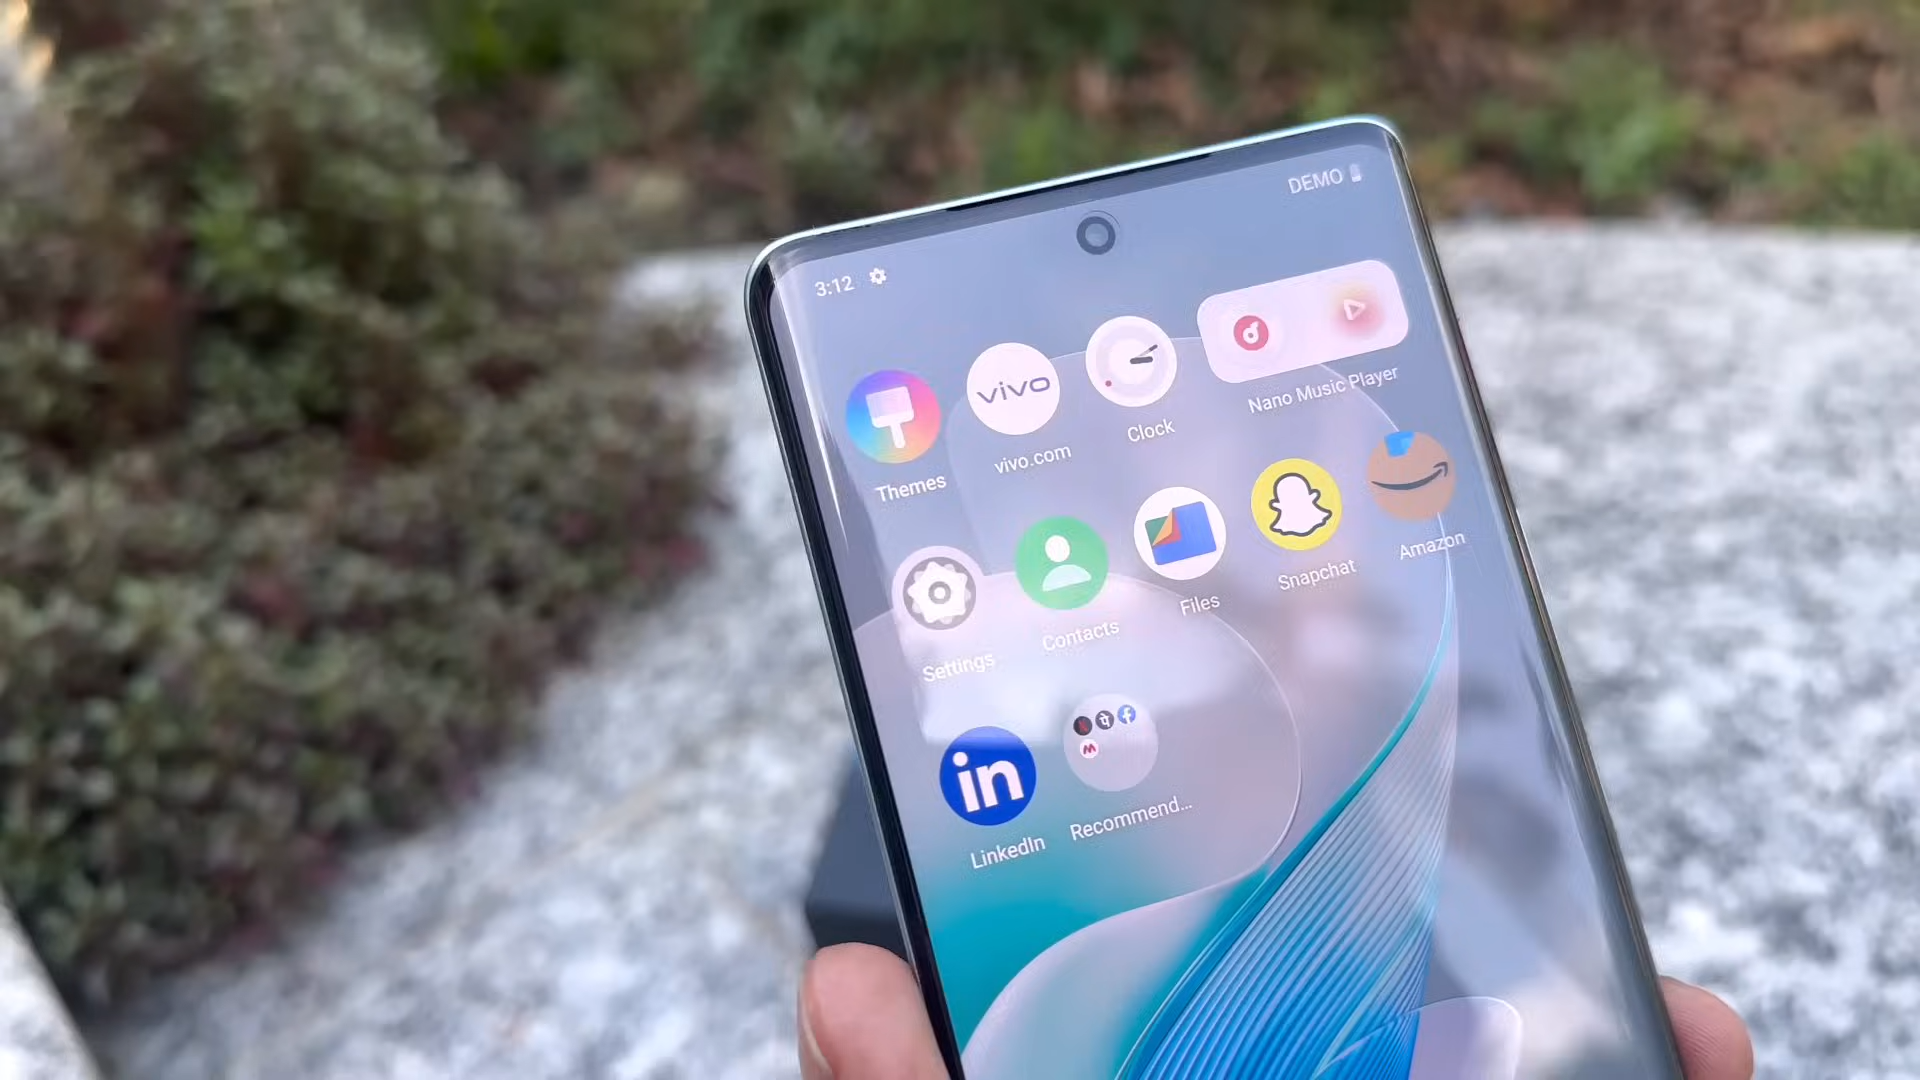 3:12
DEMO
vivo
Themes
vivo.com
Clock
Nano Music Player
Settings
Contacts
Files
Snapchat
Amazon
in
पे
f
LinkedIn
Recommend...